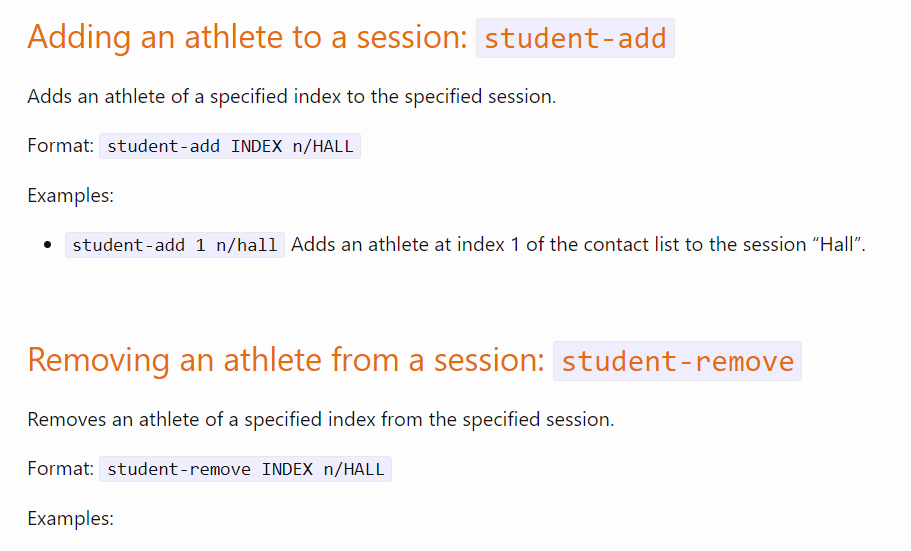 Adding an athlete to a session: student-add
Adds an athlete of a specified index to the specified session.
Format: student-add INDEX n/HALL
Examples:
• student-add 1 n/hall Adds an athlete at index 1 of the contact list to the session “Hall”.
Removing an athlete from a session: student-remove
Removes an athlete of a specified index from the specified session.
Format: student-remove INDEX n/HALL
Examples: